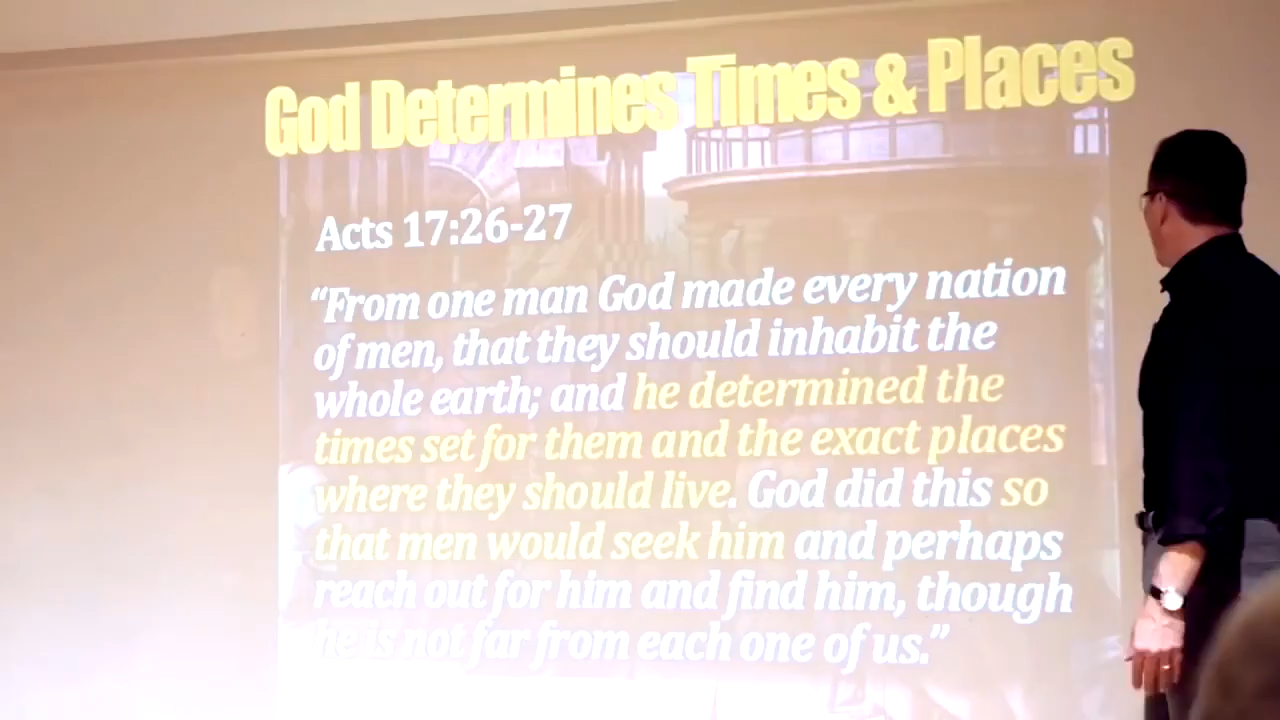 God Determines Times & Places
Acts 17:26-27
“From one man God made every nation
of men, that they should inhabit the
whole earth; and he determined the
times set for them and the exact places
where they should live. God did this so
that men would seek him and perhaps
reach out for him and find him, though
he is not far from each one of us.”